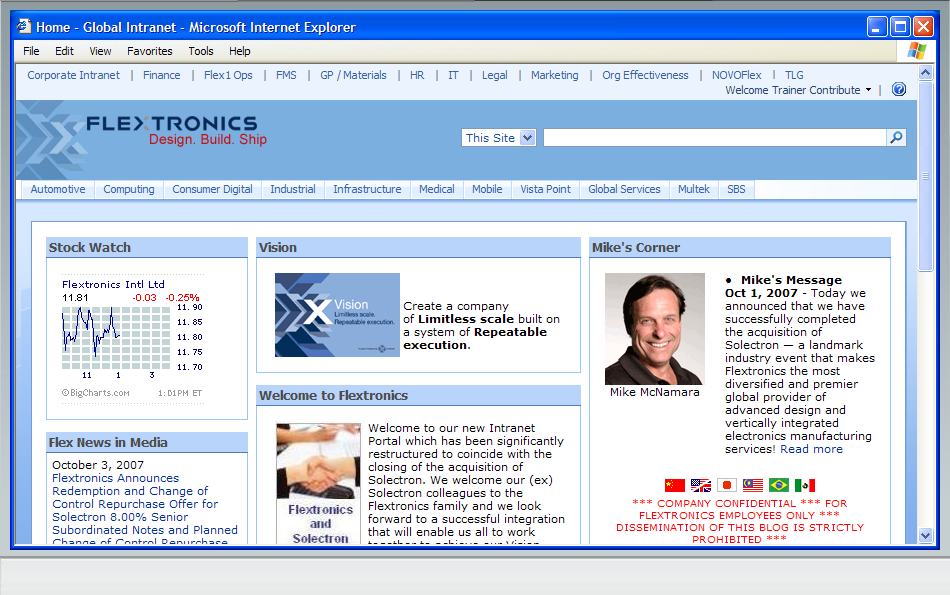 Home - Global Intranet - Microsoft Internet Explorer
File Edit View Favorites Tools Help
Corporate Intranet | Finance | Flex1 Ops | FMS | GP / Materials | HR | IT | Legal | Marketing | Org Effectiveness | NOVOFlex | TLG
Welcome Trainer Contribute |
FLEXTRONICS
Design. Build. Ship
This Site
Automotive Computing Consumer Digital Industrial Infrastructure Medical Mobile Vista Point Global Services Multek SBS
Stock Watch
Flextronics Intl Ltd
11.81 -0.03 -0.25%
11.90
11.85
11.80
11.75
11.70
11 1 3
©BigCharts.com 1:01PM ET
Flex News in Media
October 3, 2007
Flextronics Announces
Redemption and Change of
Control Repurchase Offer for
Solectron 8.00% Senior
Subordinated Notes and Planned
Change of Control Repurchase
Vision
Vision
Limitless scale.
Repeatable execution.
Create a company
of Limitless scale built on
a system of Repeatable
execution.
Welcome to Flextronics
Flextronics
and
Solectron
Welcome to our new Intranet
Portal which has been significantly
restructured to coincide with the
closing of the acquisition of
Solectron. We welcome our (ex)
Solectron colleagues to the
Flextronics family and we look
forward to a successful integration
that will enable us all to work
together to achieve our Vision
Mike's Corner
Mike McNamara
• Mike's Message
Oct 1, 2007 - Today we
announced that we have
successfully completed
the acquisition of
Solectron — a landmark
industry event that makes
Flextronics the most
diversified and premier
global provider of
advanced design and
vertically integrated
electronics manufacturing
services! Read more
*** COMPANY CONFIDENTIAL *** FOR
FLEXTRONICS EMPLOYEES ONLY ***
DISSEMINATION OF THIS BLOG IS STRICTLY
PROHIBITED ***